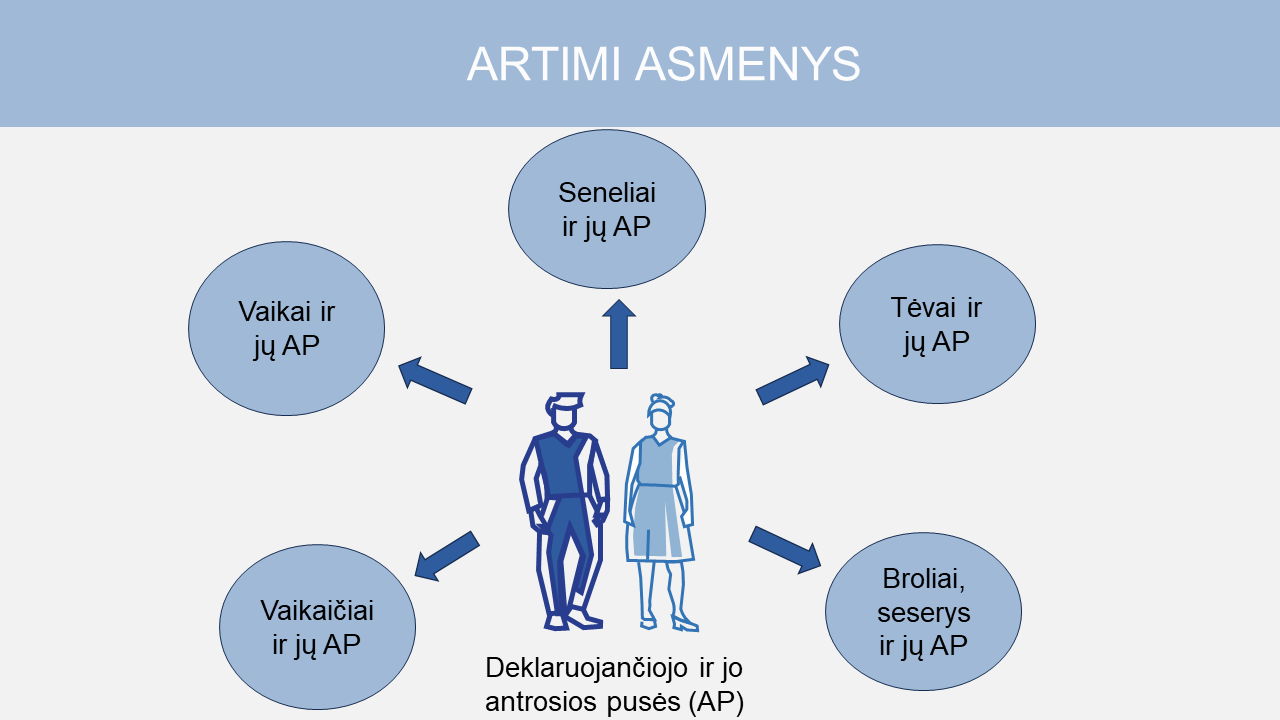 ARTIMI ASMENYS
Seneliai
ir jų AP
Vaikai ir
jų AP
Tėvai ir
jų AP
Vaikaičiai
ir jų AP
Broliai,
seserys
ir jų AP
Deklaruojančiojo ir jo
antrosios pusės (AP)